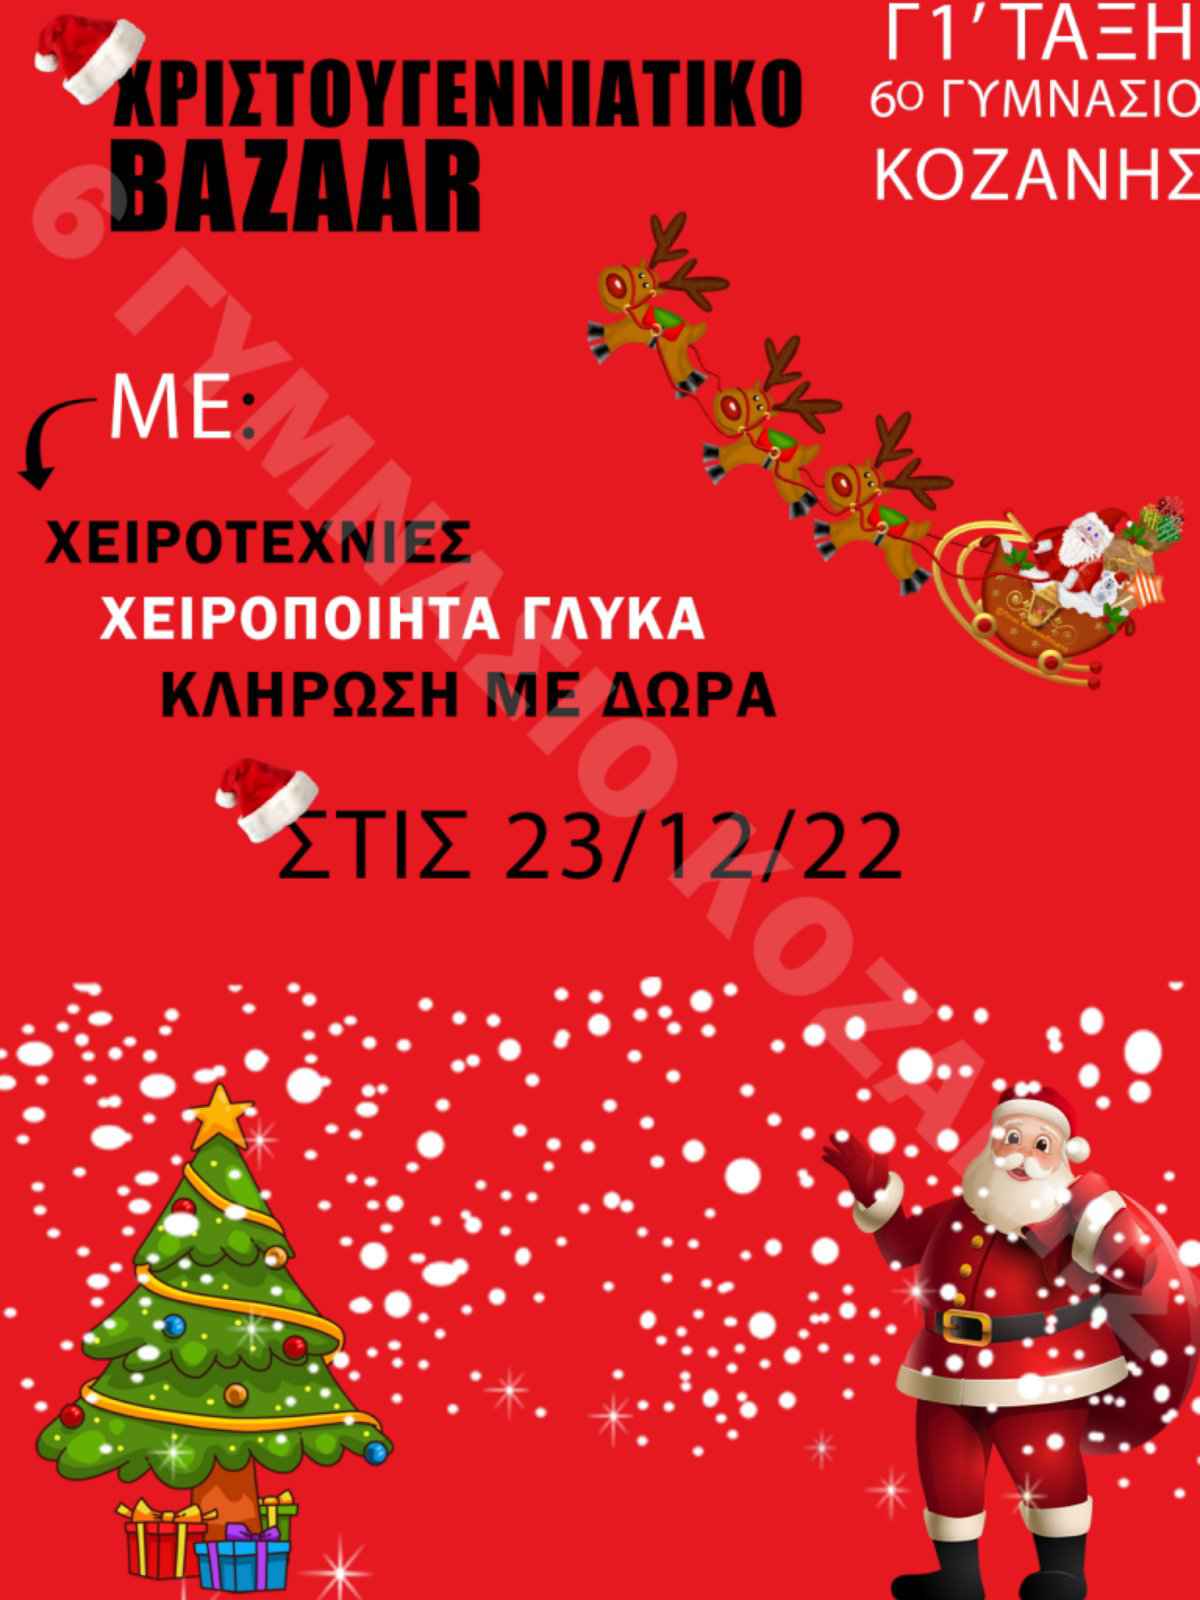 ΧΡΙΣΤΟΥΓΕΝΝΙΑΤΙΚΟ
BAZAAR
Γ1΄ΤΑΞΗ
6Ο ΓΥΜΝΑΣΙΟ
ΚΟΖΑΝΗΣ
ΜΕ:
ΧΕΙΡΟΤΕΧΝΙΕΣ
ΧΕΙΡΟΠΟΙΗΤΑ ΓΛΥΚΑ
ΚΛΗΡΩΣΗ ΜΕ ΔΩΡΑ
ΣΤΙΣ 23/12/22
6 ΓΥΜΝΑΣΙΟ ΚΟΖΑΝΗΣ